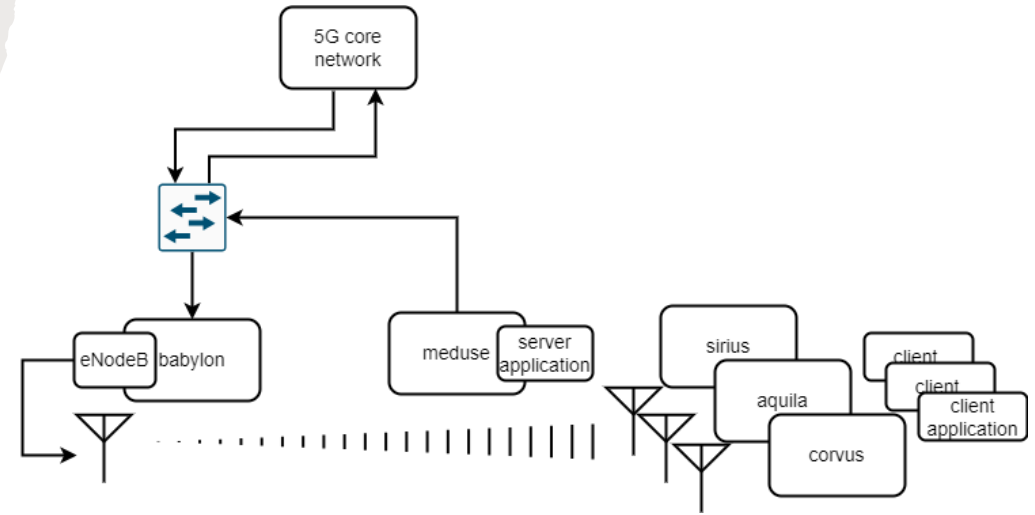 5G core
network
eNodeB
babylon
meduse
server
application
sirius
aquila
corvus
client
client
client
application